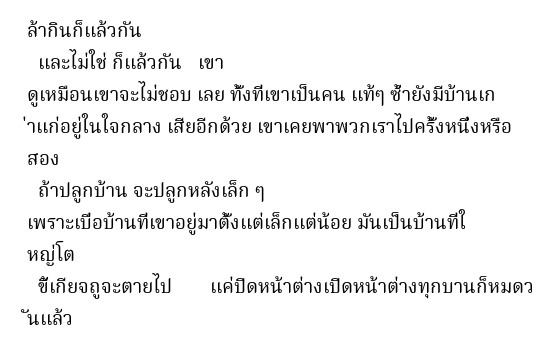 ล้ากินก็แล้วกัน
และไม่ใช่ ก็แล้วกัน เขา
ดูเหมือนเขาจะไม่ชอบ เลย ทั้งที่เขาเป็นคน แท้ๆ ซ้ำยังมีบ้านเก
่าแก่อยู่ในใจกลาง เสียอีกด้วย เขาเคยพาพวกเราไปครั้งหนึ่งหรือ
สอง
ถ้าปลูกบ้าน จะปลูกหลังเล็ก ๆ
เพราะเบื่อบ้านที่เขาอยู่มาตั้งแต่เล็กแต่น้อย มันเป็นบ้านที่ใ
หญ่โต
ขี้เกียจถูจะตายไป แค่ปิดหน้าต่างเปิดหน้าต่างทุกบานก็หมดว
ันแล้ว